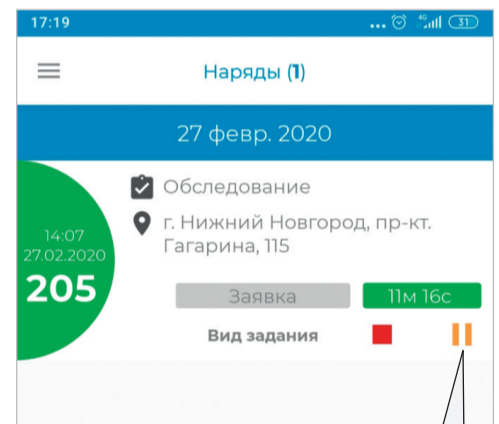 17:19
4G
31
Наряды (1)
27 февр. 2020
Обследование
14:07
27.02.2020
205
г. Нижний Новгород, пр-кт.
Гагарина, 115
Заявка
11м 16с
Вид задания